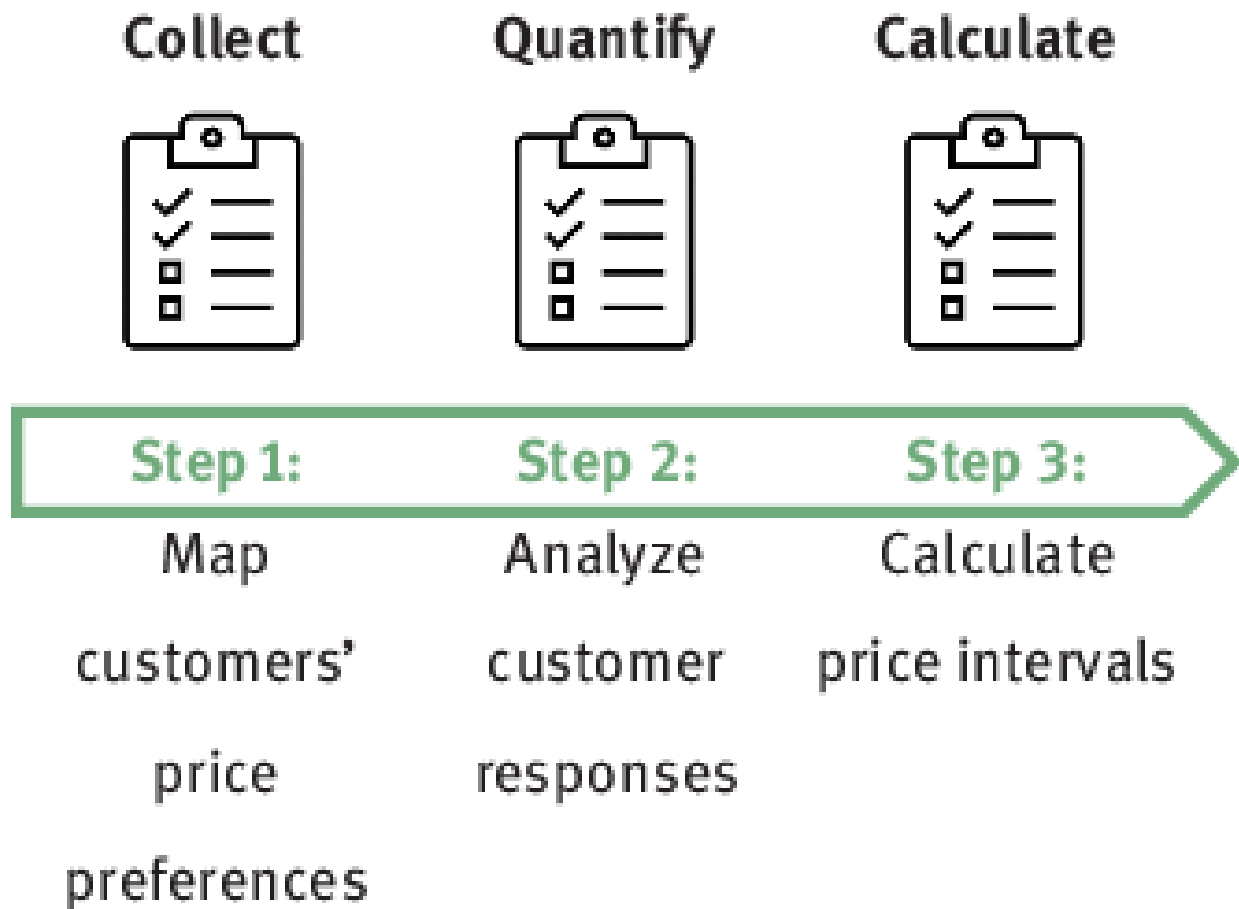 Collect
Quantify
Calculate
Step 1:
Step 2:
Step 3:
Map
customers’
price
preferences
Analyze
customer
responses
Calculate
price intervals